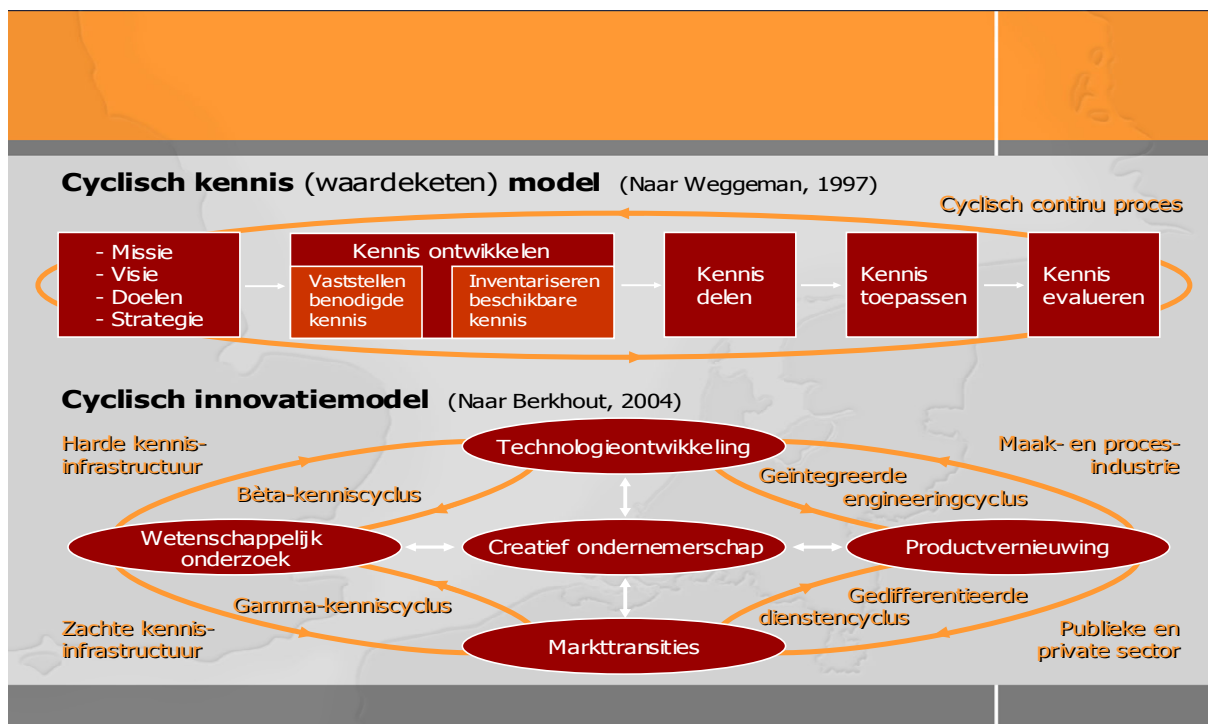 Cyclisch kennis (waardeketen) model (Naar Weggeman, 1997)
Cyclisch continu proces
- Missie
- Visie
- Doelen
- Strategie
Kennis ontwikkelen
Vaststellen
benodigde
kennis
Inventariseren
beschikbare
kennis
Kennis
delen
Kennis
toepassen
Kennis
evalueren
Cyclisch innovatiemodel (Naar Berkhout, 2004)
Harde kennis-
infrastructuur
Technologieontwikkeling
Maak- en proces-
industrie
Bèta-kenniscyclus
Geïntegreerde
engineeringcyclus
Wetenschappelijk
onderzoek
Creatief ondernemerschap
Productvernieuwing
Gamma-kenniscyclus
Gedifferentieerde
dienstencyclus
Zachte kennis-
infrastructuur
Markttransities
Publieke en
private sector